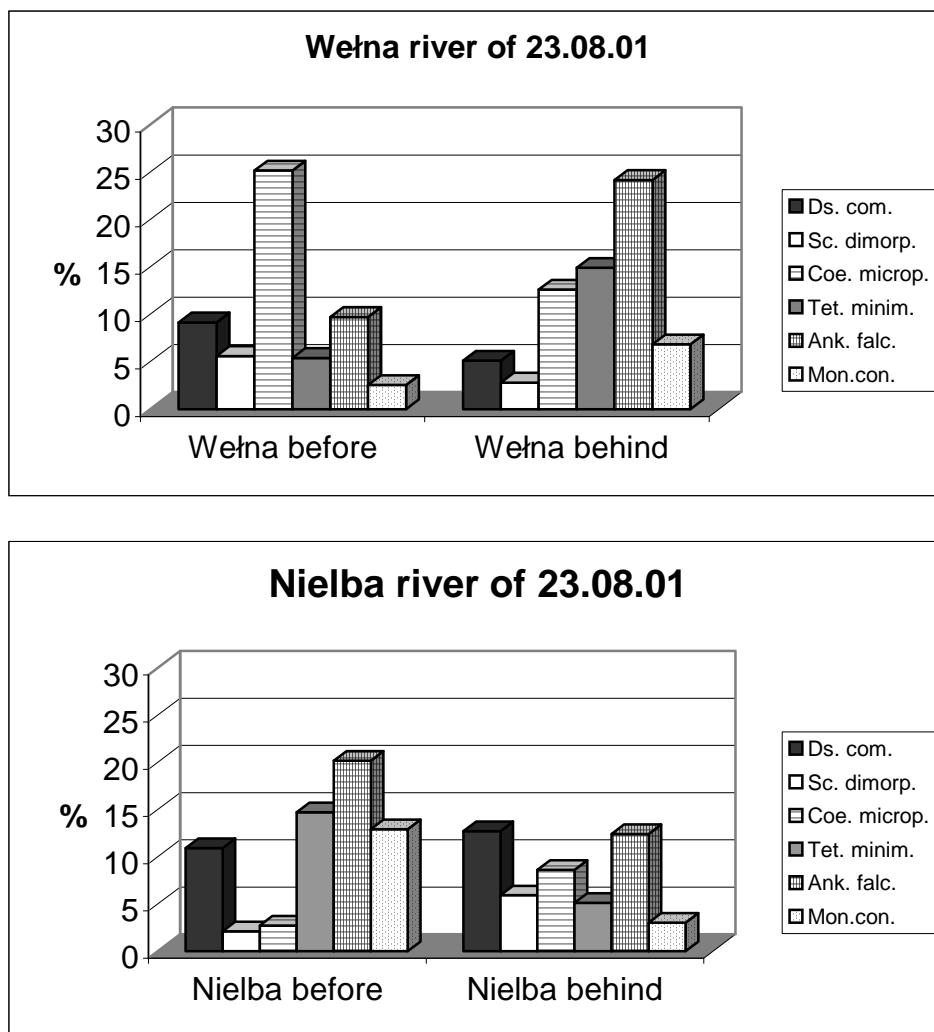 Wełna river of 23.08.01
30
25
20
15
10
5
0
%
Wełna before
Wełna behind
Ds. com.
Sc. dimorp.
Coe. microp.
Tet. minim.
Ank. falc.
Mon.con.
Nielba river of 23.08.01
30
25
20
15
10
5
0
%
Nielba before
Nielba behind
Ds. com.
Sc. dimorp.
Coe. microp.
Tet. minim.
Ank. falc.
Mon.con.